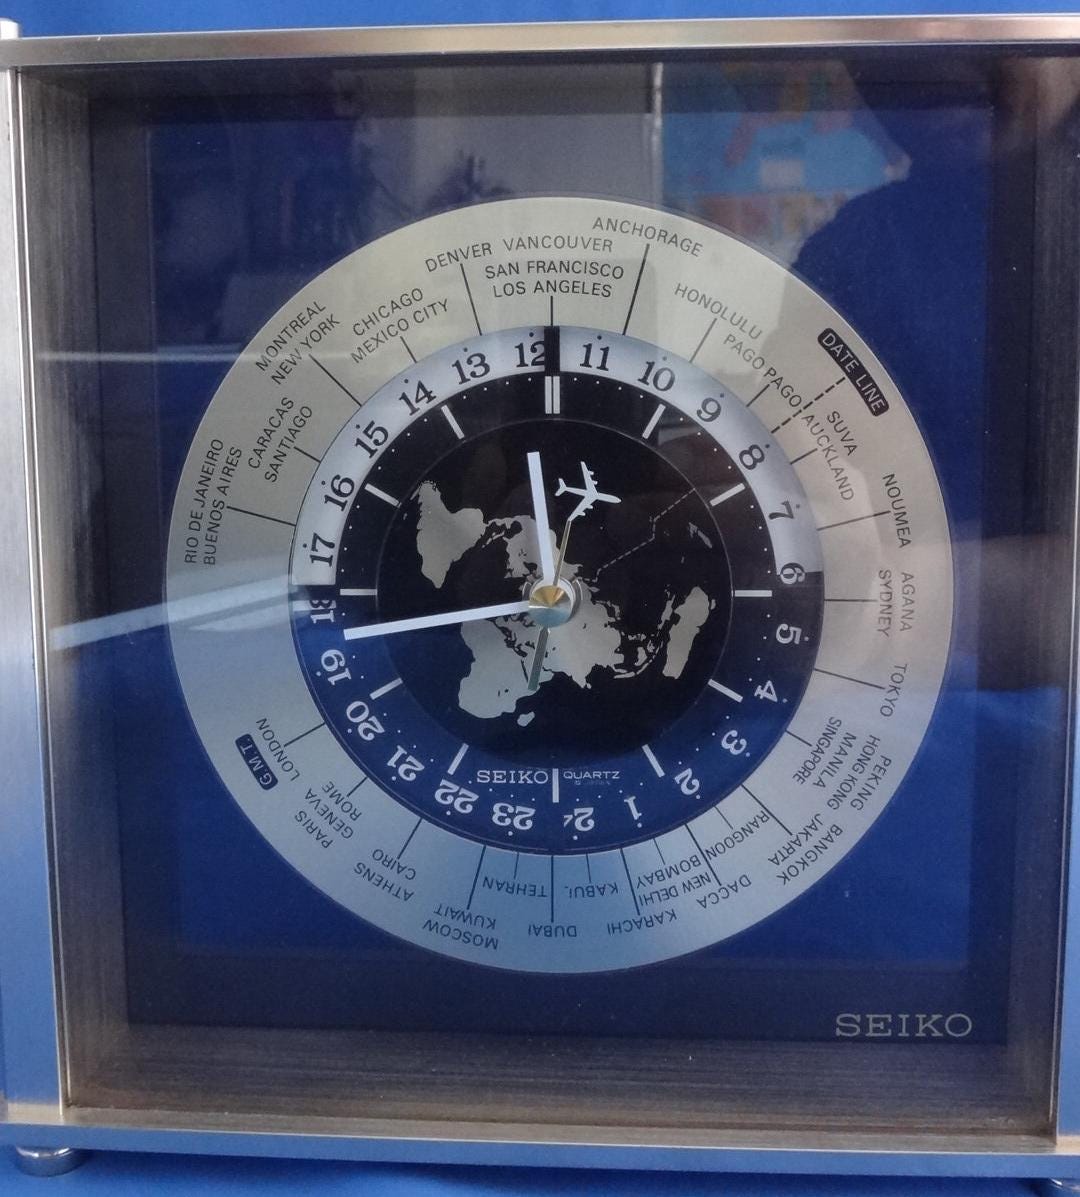 ANCHORAGE
DENVER VANCOUVER
SAN FRANCISCO
LOS ANGELES
HONOLULU
PAGO PAGO
DATE LINE
SUVA
AUCKLAND
NOUMEA
AGANA
SYDNEY
TOKYO
PEKING
HONG KONG
MANILA
SINGAPORE
BANGKOK JAKARTA
RANGOON
DACCA
BOMBAY
NEW DELHI
KARACHI
KABUL
DUBAI
TEHRAN
MOSCOW
KUWAIT
ATHENS
CAIRO
PARIS
GENEVA
ROME
LONDON
G.M.T.
RIO DE JANEIRO
BUENOS AIRES
CARACAS
SANTIAGO
MONTREAL
NEW YORK
CHICAGO
MEXICO CITY
12
11
10
9
8
7
6
5
4
3
2
1
24
23
22
21
20
19
18
17
16
15
14
13
SEIKO QUARTZ
SEIKO